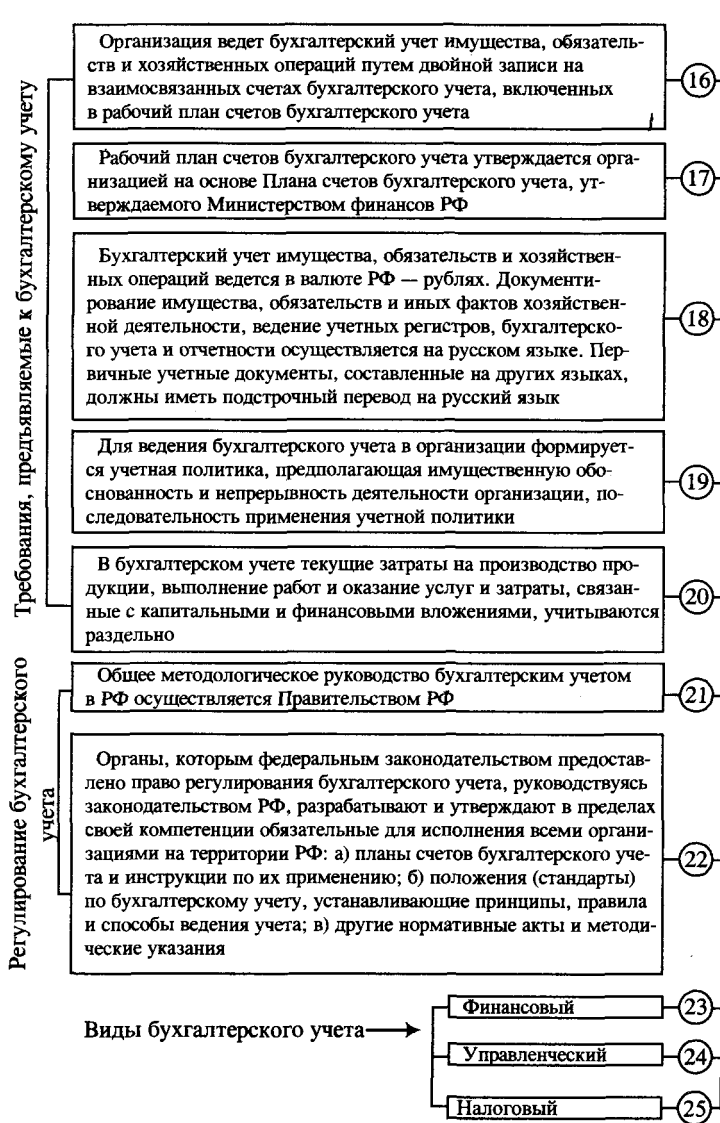 Требования, предъявляемые к бухгалтерскому учету
Организация ведет бухгалтерский учет имущества, обязатель-
ств и хозяйственных операций путем двойной записи на
взаимосвязанных счетах бухгалтерского учета, включенных
в рабочий план счетов бухгалтерского учета
16
Рабочий план счетов бухгалтерского учета утверждается орга-
низацией на основе Плана счетов бухгалтерского учета, ут-
верждаемого Министерством финансов РФ
17
Бухгалтерский учет имущества, обязательств и хозяйствен-
ных операций ведется в валюте РФ — рублях. Документи-
рование имущества, обязательств и иных фактов хозяйствен-
ной деятельности, ведение учетных регистров, бухгалтерско-
го учета и отчетности осуществляется на русском языке. Пер-
вичные учетные документы, составленные на других языках,
должны иметь подстрочный перевод на русский язык
18
Для ведения бухгалтерского учета в организации формирует-
ся учетная политика, предполагающая имущественную обо-
снованность и непрерывность деятельности организации, по-
следовательность применения учетной политики
19
В бухгалтерском учете текущие затраты на производство про-
дукции, выполнение работ и оказание услуг и затраты, связан-
ные с капитальными и финансовыми вложениями, учитываются
раздельно
20
Регулирование бухгалтерского
учета
Общее методологическое руководство бухгалтерским учетом
в РФ осуществляется Правительством РФ
21
Органы, которым федеральным законодательством предостав-
лено право регулирования бухгалтерского учета, руководствуясь
законодательством РФ, разрабатывают и утверждают в пределах
своей компетенции обязательные для исполнения всеми органи-
зациями на территории РФ: а) планы счетов бухгалтерского уче-
та и инструкции по их применению; б) положения (стандарты)
по бухгалтерскому учету, устанавливающие принципы, правила
и способы ведения учета; в) другие нормативные акты и методи-
ческие указания
22
Виды бухгалтерского учета
Финансовый
23
Управленческий
24
Налоговый
25